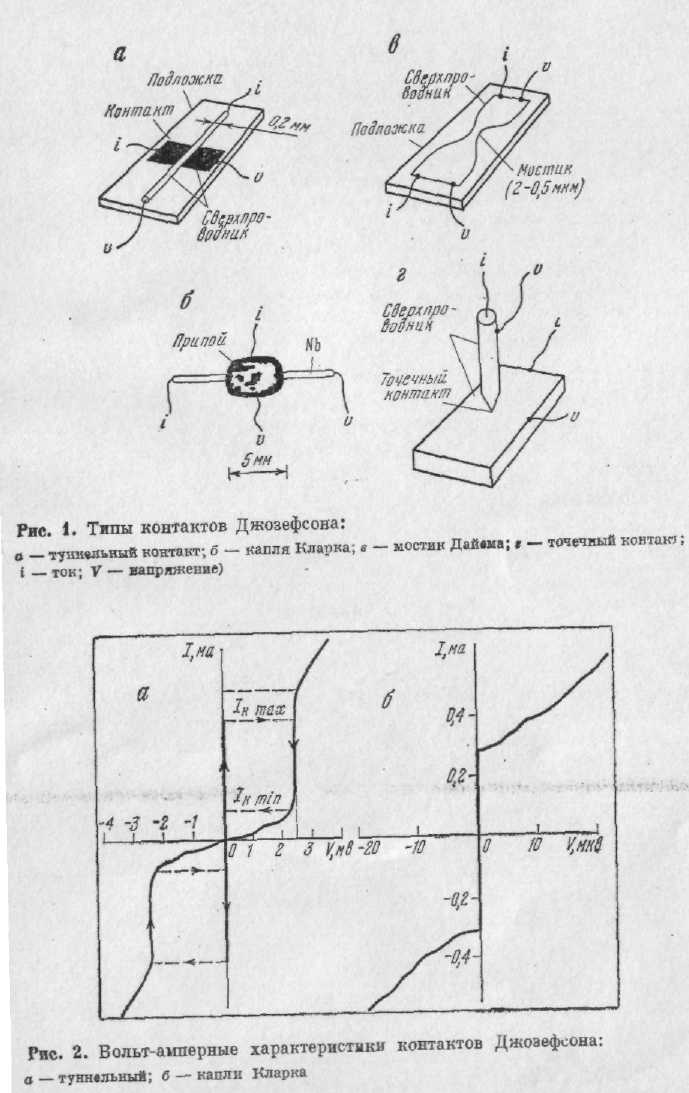 а
Подложка
Контакт
i
i
0,2 мм
υ
Сверхпро-
водник
υ
в
i
υ
Сверхпро-
водник
Подложка
Мостик
(2-0,5 мкм)
i
υ
б
i
Припой
Nb
i
υ
υ
5 мм
г
i
υ
Сверхпро-
водник
i
Точечный
контакт
υ
Рис. 1. Типы контактов Джозефсона:
а — туннельный контакт; б — капля Кларка; в — мостик Дайема; г — точечный контакт;
i — ток; V — напряжение)
I, ма
а
Iк max
Iк min
-4 -3 -2 -1
0 1 2 3 V, мв
I, ма
б
0,4
0,2
-20 -10 0 10 V, мкв
-0,2
-0,4
Рис. 2. Вольт-амперные характеристики контактов Джозефсона:
а — туннельный; б — капли Кларка